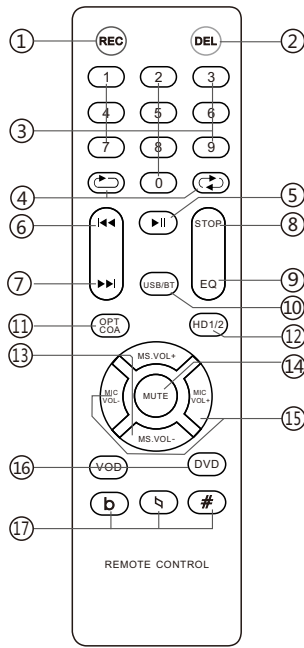 ① REC DEL ②
1 2 3
4 5 6
③
7 8 9
④ 0 ⑤
⑥ STOP ⑧
⑦ USB/BT EQ ⑨
⑩
⑪ OPT COA HD1/2 ⑫
⑬ MS.VOL+ ⑭
MIC VOL- MUTE MIC VOL+
⑮
MS.VOL-
⑯ VOD DVD
⑰ b ♮ #
REMOTE CONTROL